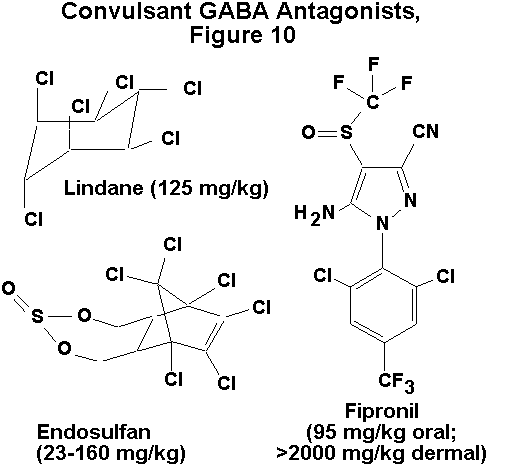 Convulsant GABA Antagonists,
Figure 10
Cl
Cl
Cl
Cl
Cl
Cl
Lindane (125 mg/kg)
F
F
F
C
O
S
CN
H2N
N
N
Cl
Cl
CF3
Fipronil
(95 mg/kg oral;
>2000 mg/kg dermal)
Cl
Cl
Cl
Cl
Cl
Cl
O
S
O
O
Endosulfan
(23-160 mg/kg)